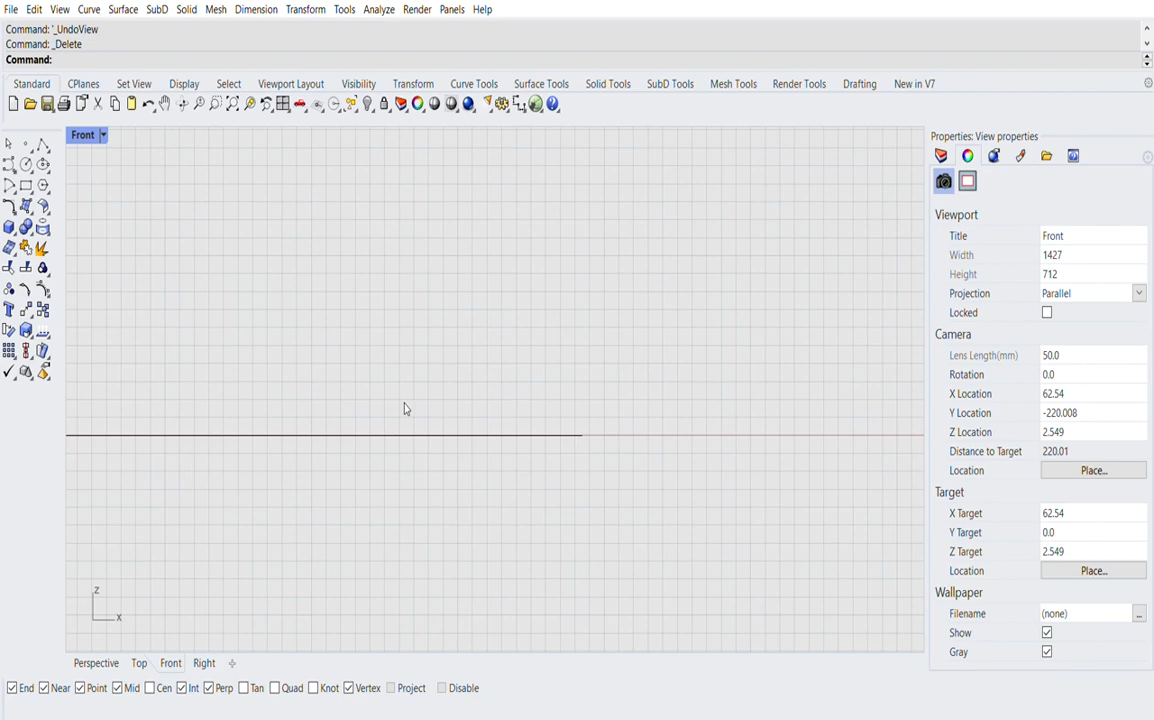 File Edit View Curve Surface SubD Solid Mesh Dimension Transform Tools Analyze Render Panels Help
Command: '_UndoView
Command: _Delete
Command:
Standard CPlanes Set View Display Select Viewport Layout Visibility Transform Curve Tools Surface Tools Solid Tools SubD Tools Mesh Tools Render Tools Drafting New in V7
Front
Properties: View properties
Viewport
Title Front
Width 1427
Height 712
Projection Parallel
Locked
Camera
Lens Length(mm) 50.0
Rotation 0.0
X Location 62.54
Y Location -220.008
Z Location 2.549
Distance to Target 220.01
Location Place...
Target
X Target 62.54
Y Target 0.0
Z Target 2.549
Location Place...
Wallpaper
Filename (none) ...
Show
Gray
z
x
Perspective Top Front Right
End Near Point Mid Cen Int Perp Tan Quad Knot Vertex Project Disable